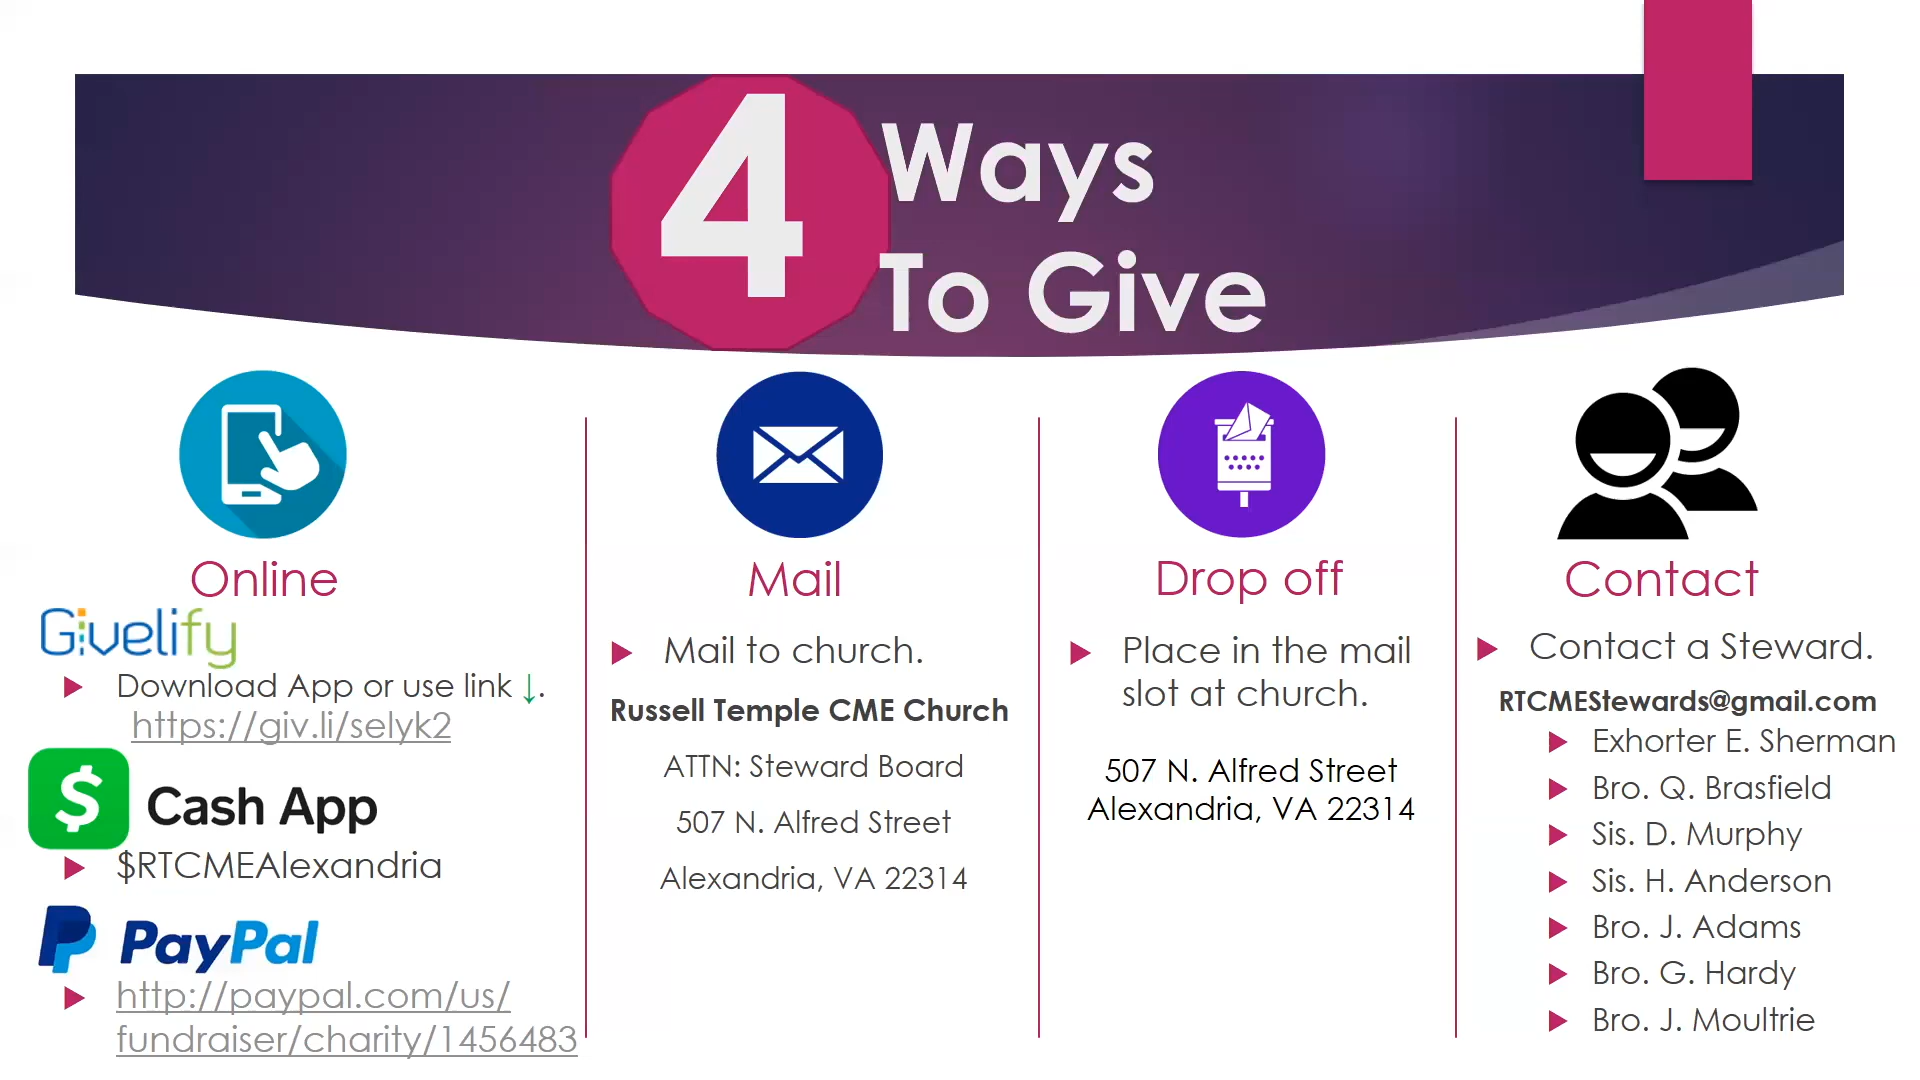 4
Ways
To Give
Online
Givelify
Download App or use link ↓.
https://giv.li/selyk2
$ Cash App
$RTCMEAlexandria
PayPal
http://paypal.com/us/
fundraiser/charity/1456483
Mail
Mail to church.
Russell Temple CME Church
ATTN: Steward Board
507 N. Alfred Street
Alexandria, VA 22314
Drop off
Place in the mail
slot at church.
507 N. Alfred Street
Alexandria, VA 22314
Contact
Contact a Steward.
RTCMEStewards@gmail.com
Exhorter E. Sherman
Bro. Q. Brasfield
Sis. D. Murphy
Sis. H. Anderson
Bro. J. Adams
Bro. G. Hardy
Bro. J. Moultrie